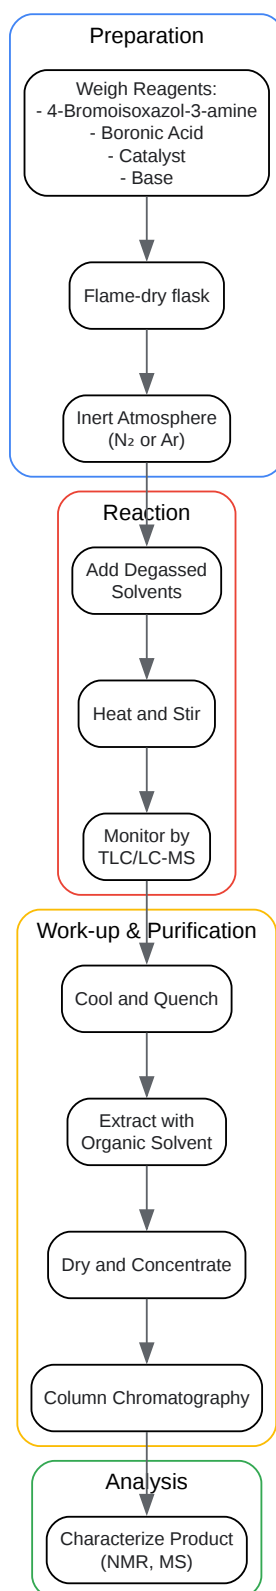 Preparation
Weigh Reagents:
- 4-Bromoisoxazol-3-amine
- Boronic Acid
- Catalyst
- Base
Flame-dry flask
Inert Atmosphere
(N₂ or Ar)
Reaction
Add Degassed
Solvents
Heat and Stir
Monitor by
TLC/LC-MS
Work-up & Purification
Cool and Quench
Extract with
Organic Solvent
Dry and Concentrate
Column Chromatography
Analysis
Characterize Product
(NMR, MS)